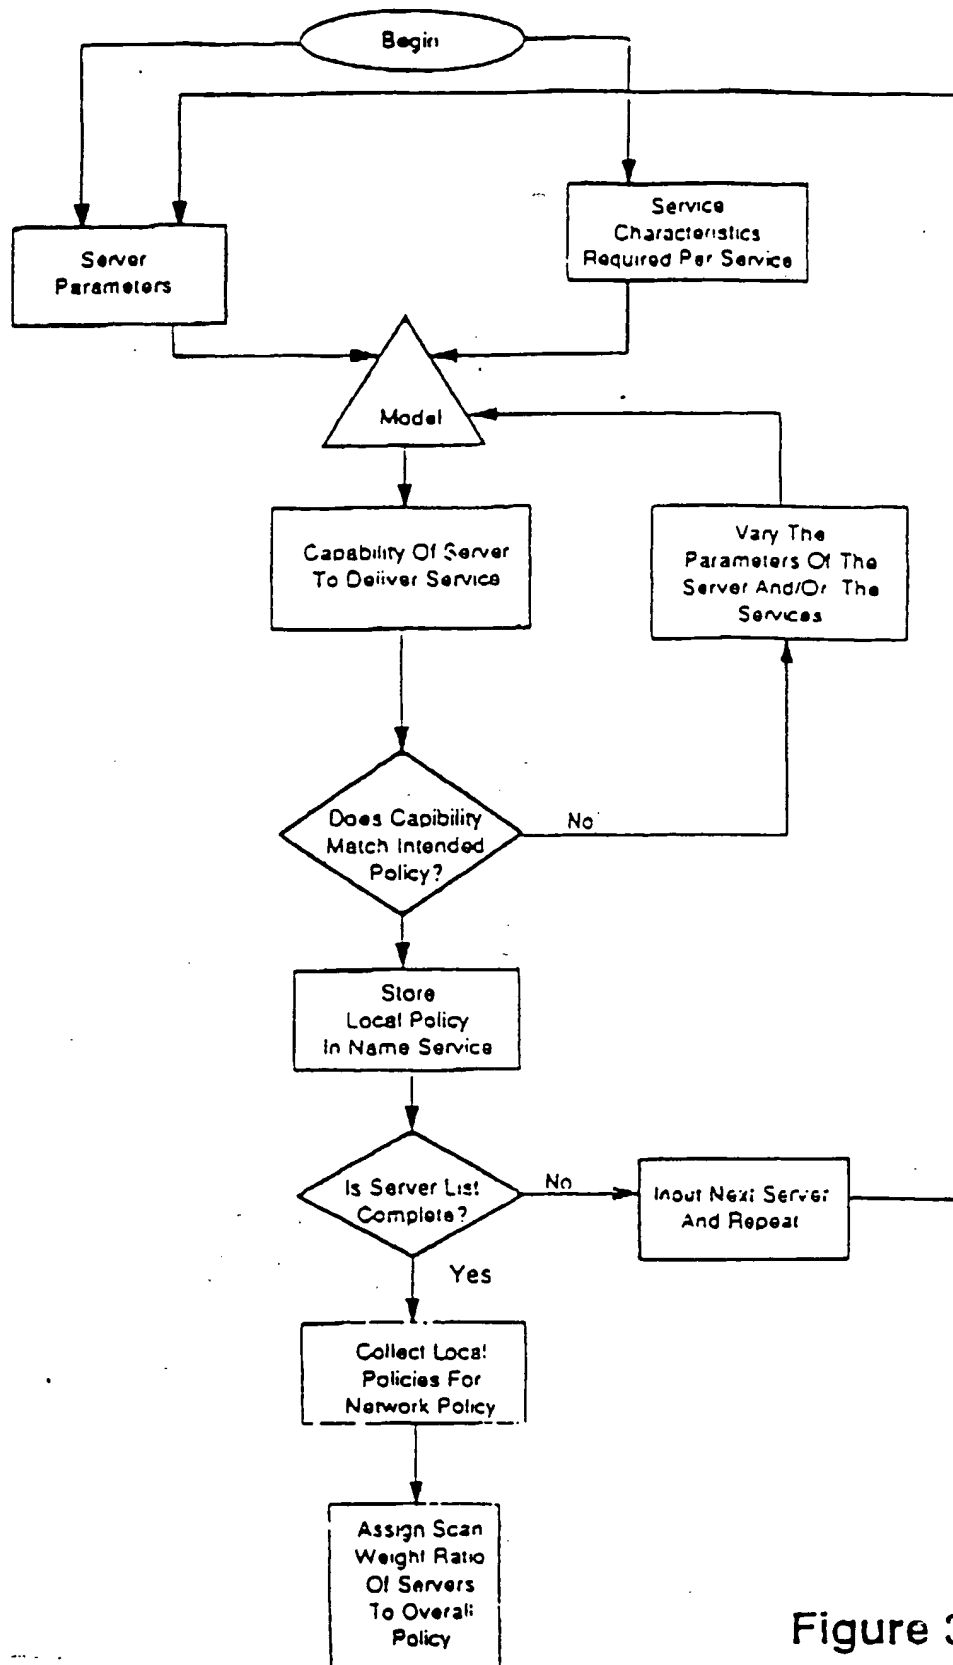 Begin
Service
Characteristics
Required Per Service
Server
Parameters
Model
Capability Of Server
To Deliver Service
Vary The
Parameters Of The
Server And/Or The
Services
Does Capibility
Match Intended
Policy?
No
Store
Local Policy
In Name Service
Is Server List
Complete?
No
Input Next Server
And Repeat
Yes
Collect Local
Policies For
Network Policy
Assign Scan
Weight Ratio
Of Servers
To Overall
Policy
Figure 3